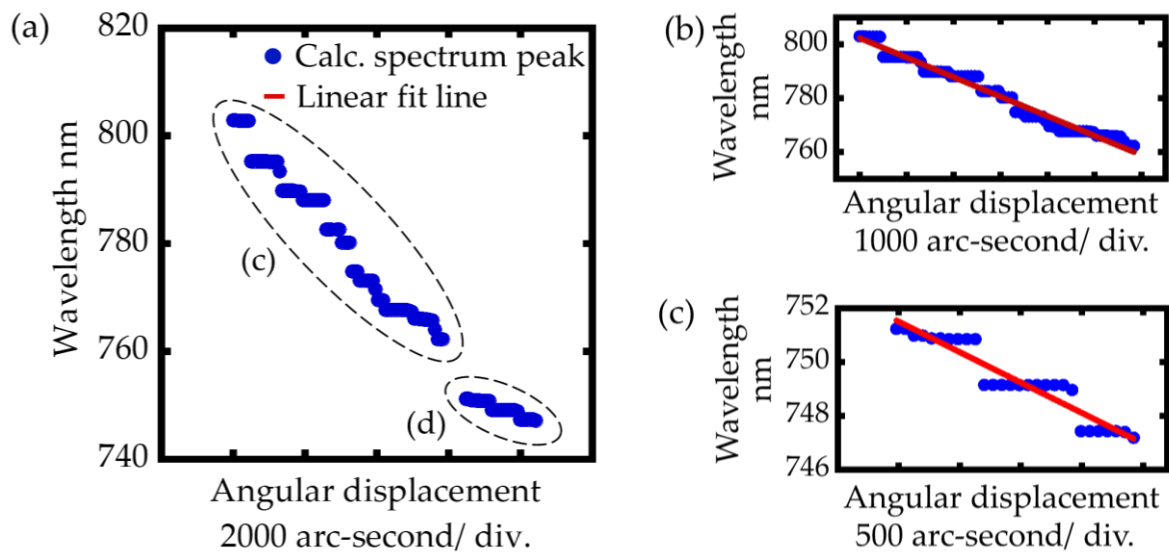 (a)
820
800
780
760
740
Wavelength nm
Calc. spectrum peak
Linear fit line
(c)
(d)
Angular displacement
2000 arc-second/ div.
(b)
800
780
760
Wavelength
nm
Angular displacement
1000 arc-second/ div.
(c)
752
750
748
746
Wavelength
nm
Angular displacement
500 arc-second/ div.